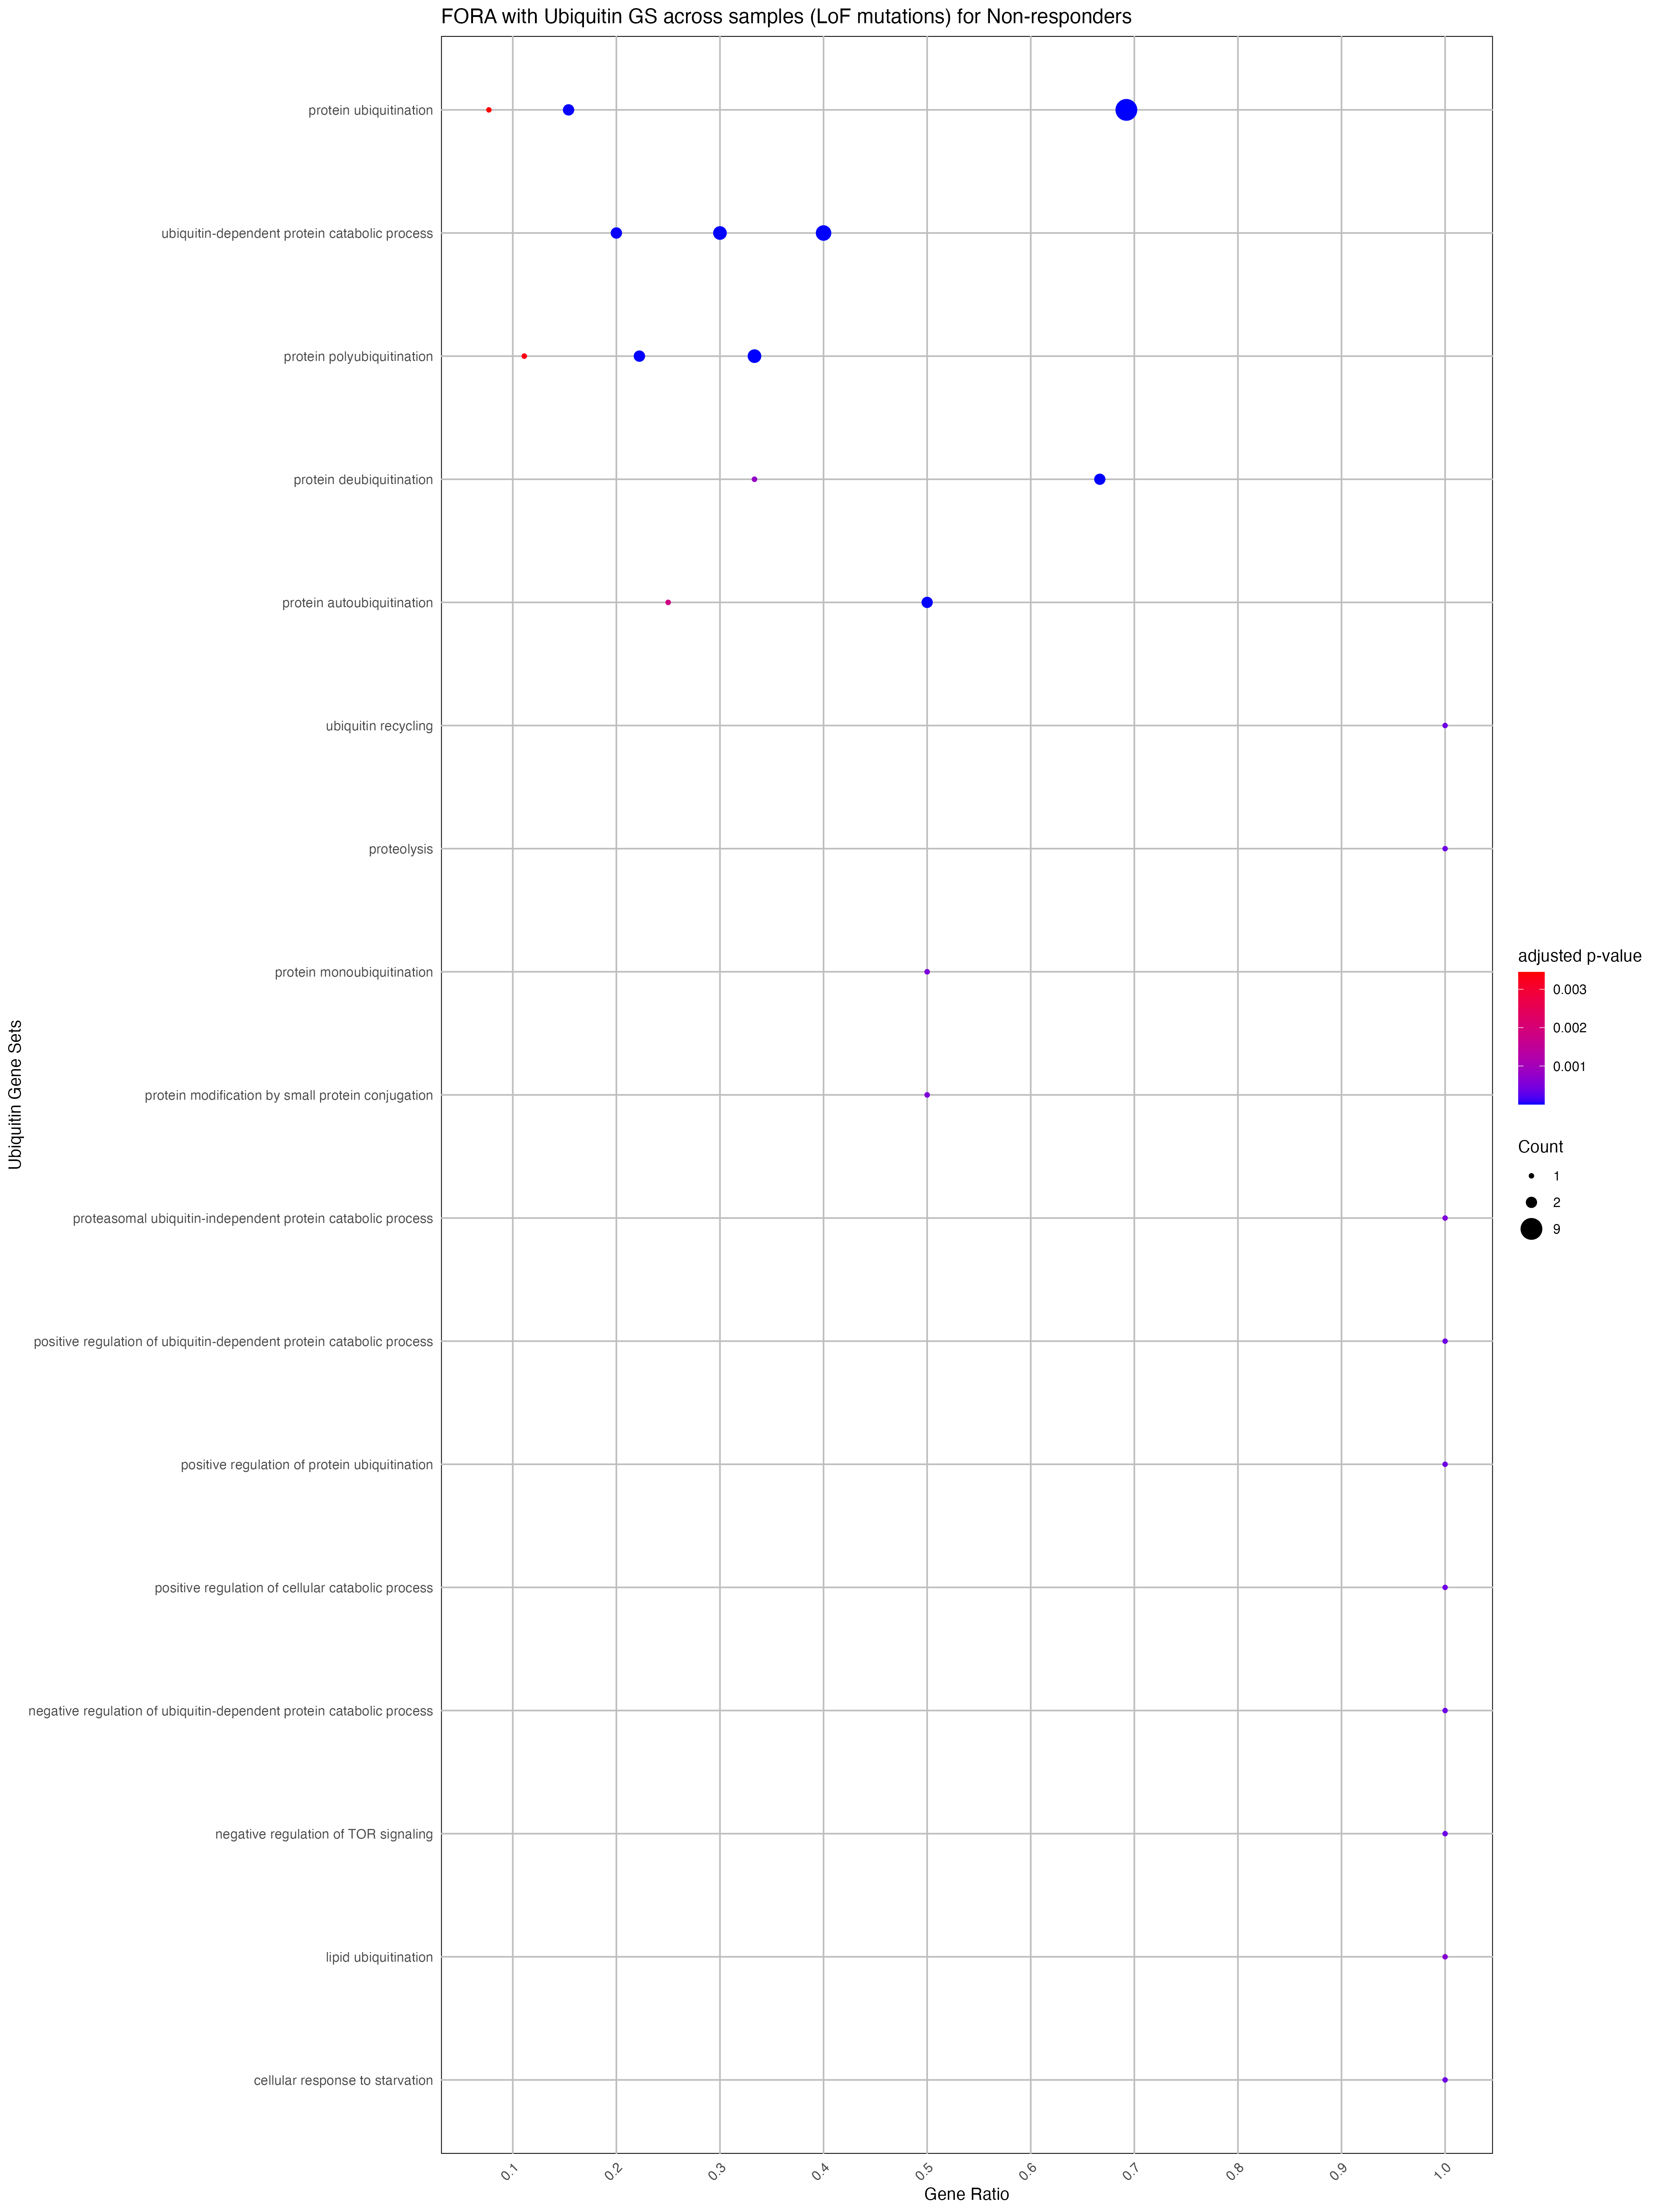 FORA with Ubiquitin GS across samples (LoF mutations) for Non-responders
protein ubiquitination
ubiquitin-dependent protein catabolic process
protein polyubiquitination
protein deubiquitination
protein autoubiquitination
ubiquitin recycling
proteolysis
protein monoubiquitination
protein modification by small protein conjugation
proteasomal ubiquitin-independent protein catabolic process
positive regulation of ubiquitin-dependent protein catabolic process
positive regulation of protein ubiquitination
positive regulation of cellular catabolic process
negative regulation of ubiquitin-dependent protein catabolic process
negative regulation of TOR signaling
lipid ubiquitination
cellular response to starvation
Ubiquitin Gene Sets
0.1 0.2 0.3 0.4 0.5 0.6 0.7 0.8 0.9 1.0
Gene Ratio
adjusted p-value
0.003
0.002
0.001
Count
1
2
9